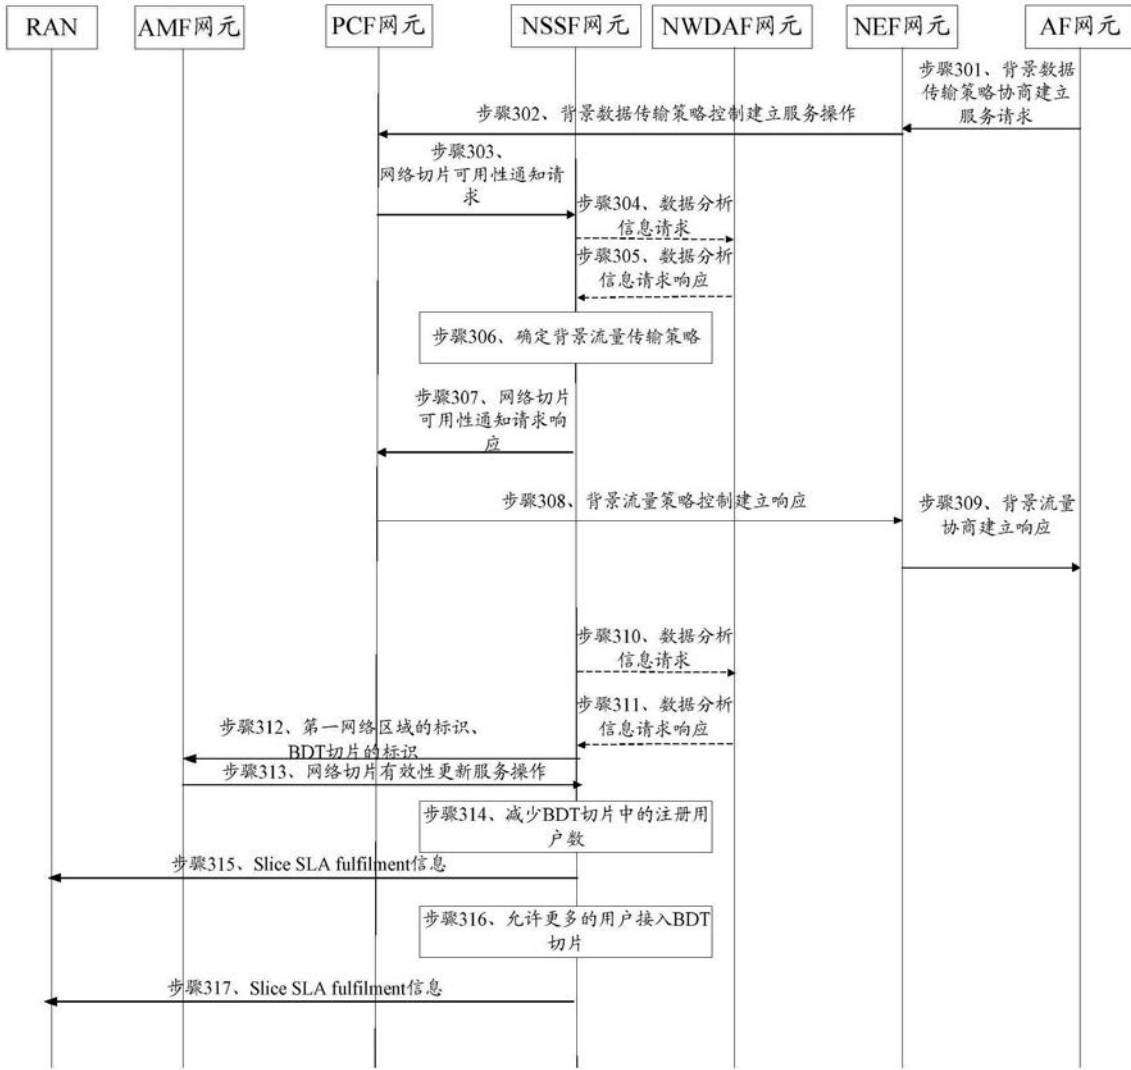 RAN
AMF网元
PCF网元
NSSF网元
NWDAF网元
NEF网元
AF网元
步骤301、背景数据
传输策略协商建立
服务请求
步骤302、背景数据传输策略控制建立服务操作
步骤303、
网络切片可用性通知请
求
步骤304、数据分析
信息请求
步骤305、数据分析
信息请求响应
步骤306、确定背景流量传输策略
步骤307、网络切片
可用性通知请求响
应
步骤308、背景流量策略控制建立响应
步骤309、背景流量
协商建立响应
步骤310、数据分析
信息请求
步骤311、数据分析
信息请求响应
步骤312、第一网络区域的标识、
BDT切片的标识
步骤313、网络切片有效性更新服务操作
步骤314、减少BDT切片中的注册用
户数
步骤315、Slice SLA fulfilment信息
步骤316、允许更多的用户接入BDT
切片
步骤317、Slice SLA fulfilment信息